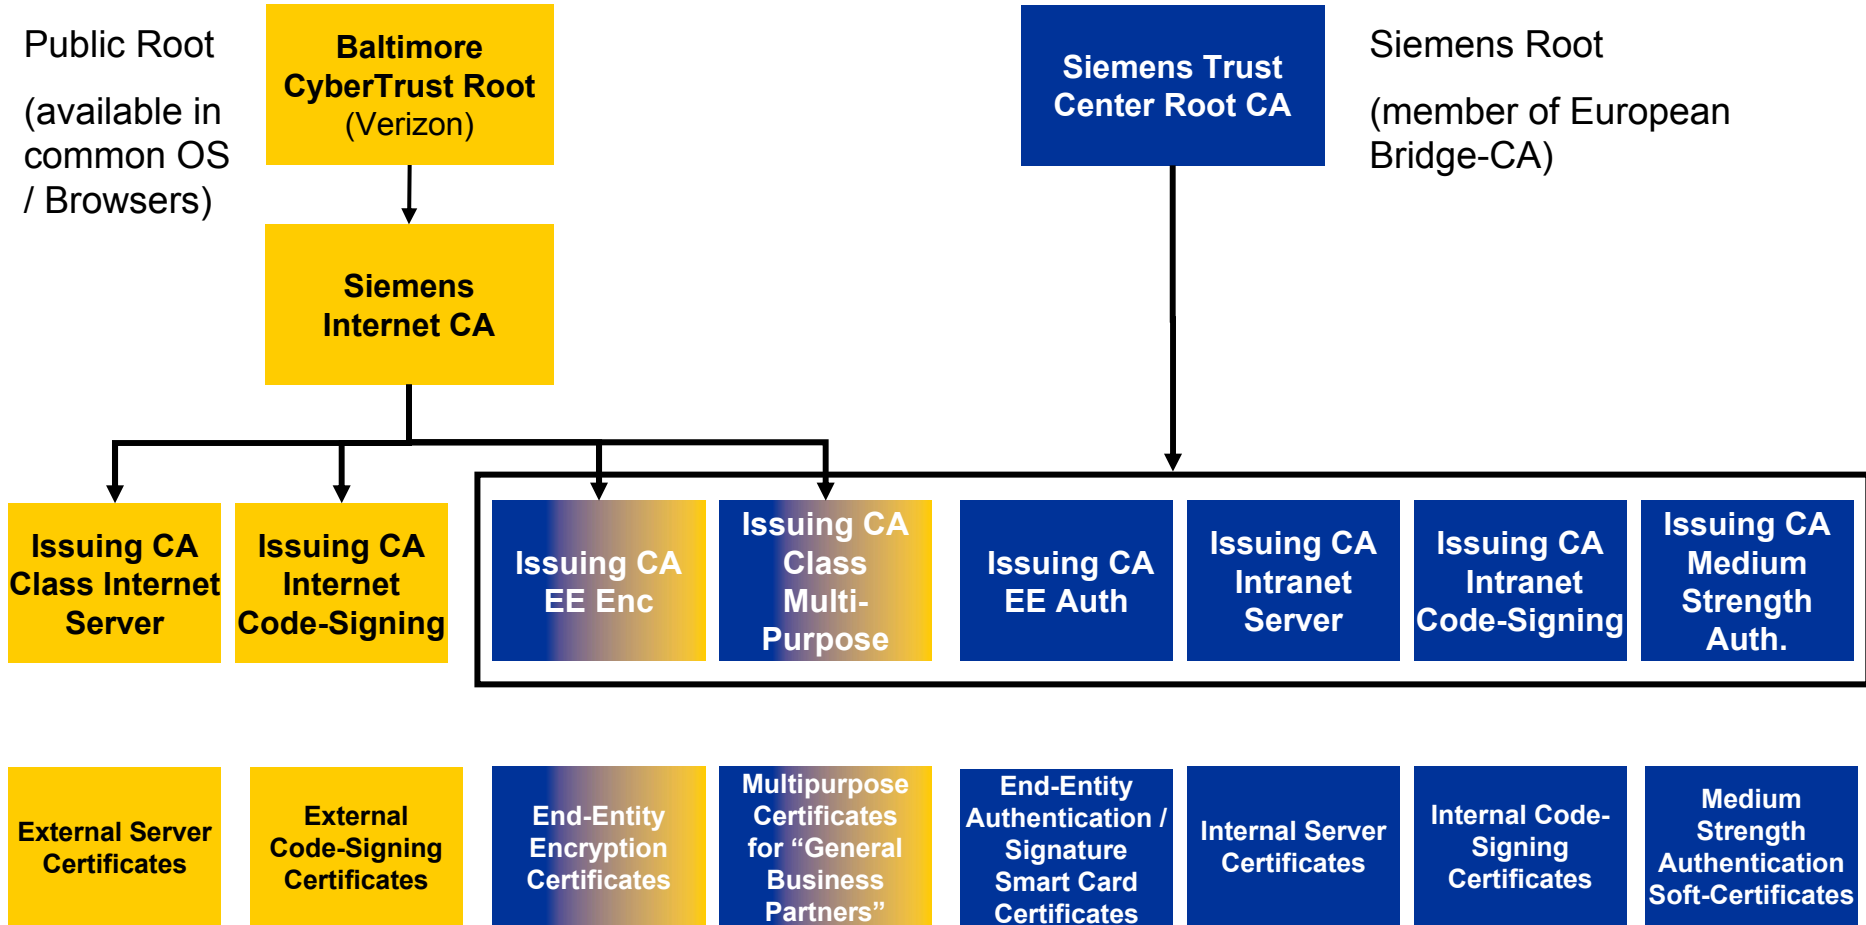 Public Root
(available in
common OS
/ Browsers)
Baltimore
CyberTrust Root
(Verizon)
Siemens Trust
Center Root CA
Siemens Root
(member of European
Bridge-CA)
Siemens
Internet CA
Issuing CA
Class Internet
Server
Issuing CA
Internet
Code-Signing
Issuing CA
EE Enc
Issuing CA
Class
Multi-
Purpose
Issuing CA
EE Auth
Issuing CA
Intranet
Server
Issuing CA
Intranet
Code-Signing
Issuing CA
Medium
Strength
Auth.
External Server
Certificates
External
Code-Signing
Certificates
End-Entity
Encryption
Certificates
Multipurpose
Certificates
for “General
Business
Partners”
End-Entity
Authentication /
Signature
Smart Card
Certificates
Internal Server
Certificates
Internal Code-
Signing
Certificates
Medium
Strength
Authentication
Soft-Certificates